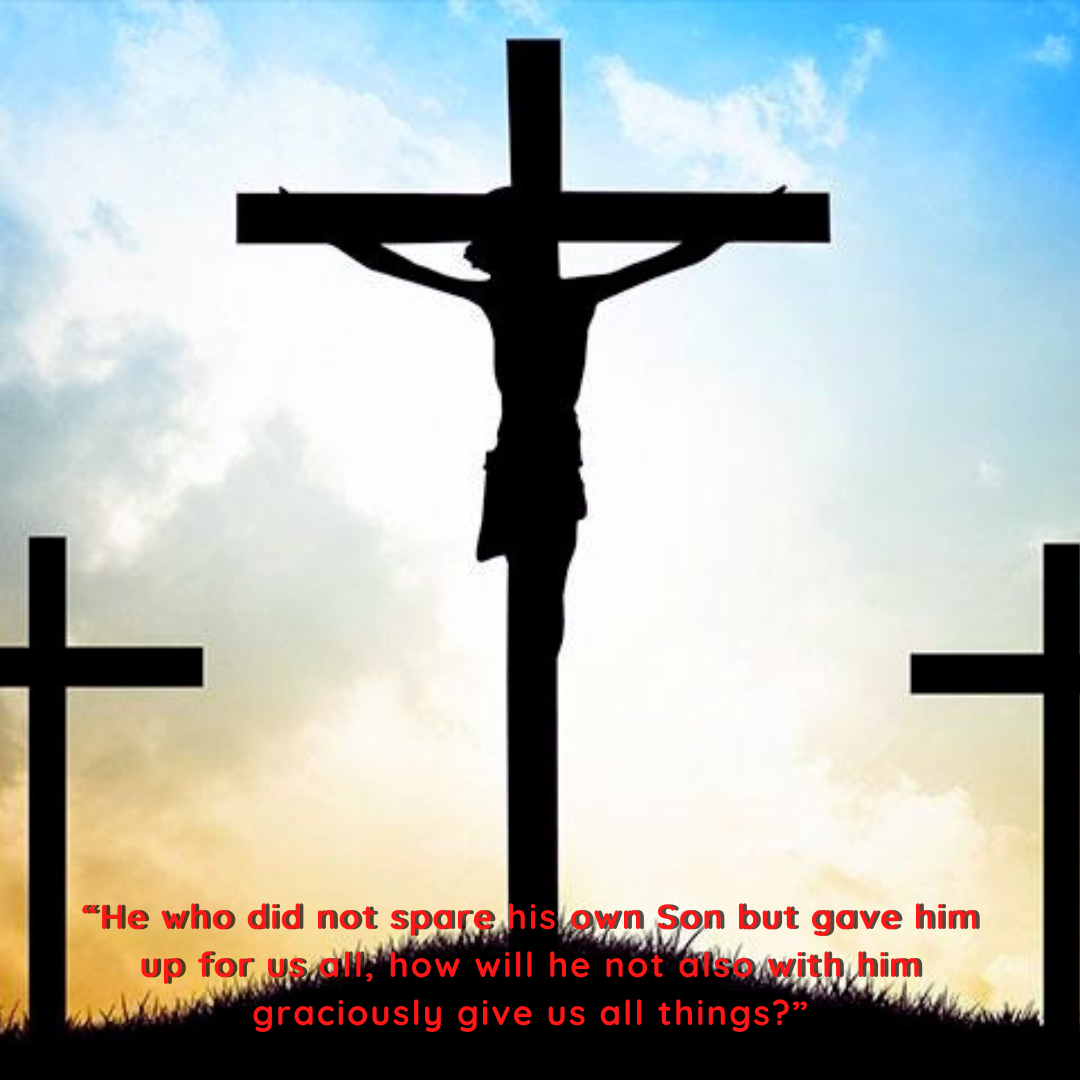 “‘He who did not spare his own Son but gave him
up for us all, how will he not also with him
graciously give us all things?”